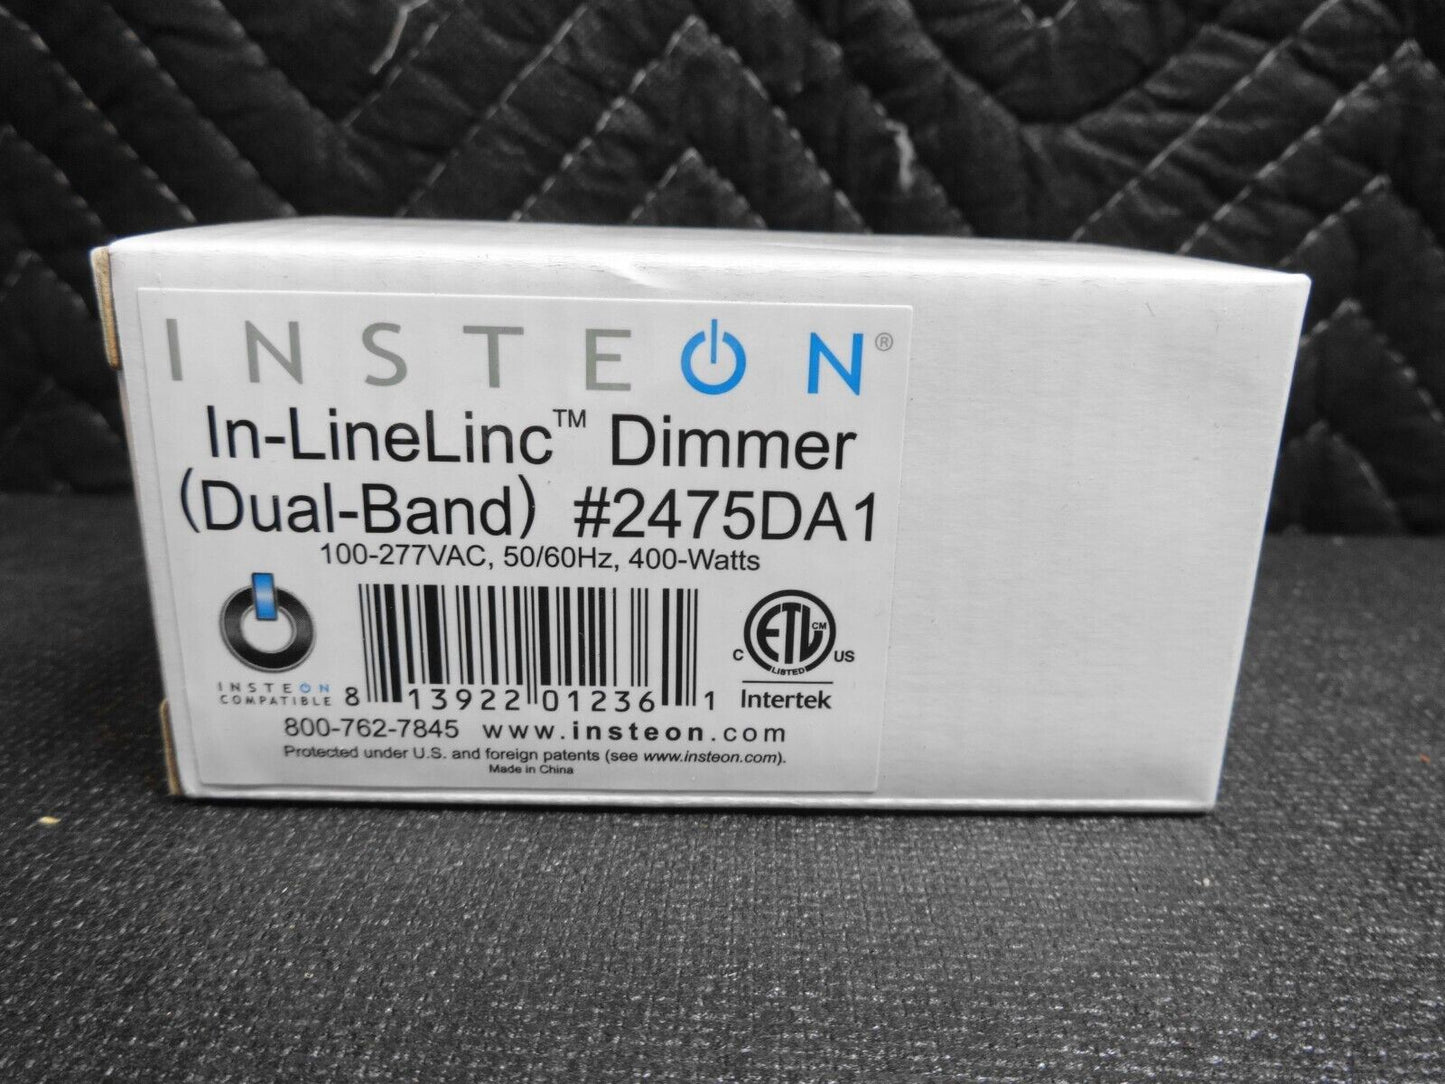 INSTEON®
In-LineLinc™ Dimmer
(Dual-Band) #2475DA1
100-277VAC, 50/60Hz, 400-Watts
INSTEON
COMPATIBLE
8 13922 01236 1
ETL CM
C US
LISTED
Intertek
800-762-7845 www.insteon.com
Protected under U.S. and foreign patents (see www.insteon.com).
Made in China